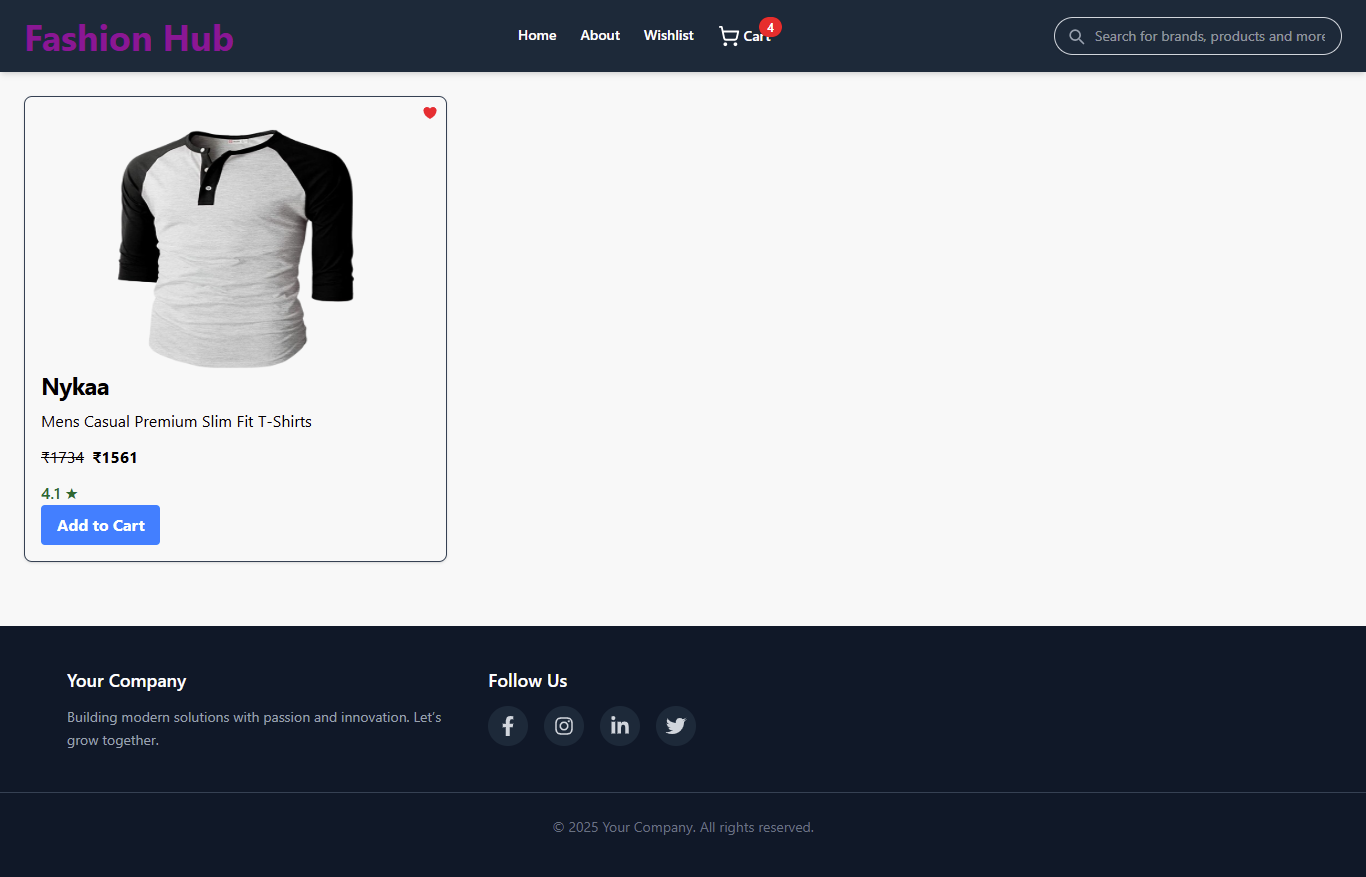 Fashion Hub
Home About Wishlist Cart 4
Search for brands, products and more
Nykaa
Mens Casual Premium Slim Fit T-Shirts
₹1734 ₹1561
4.1 ★
Add to Cart
Your Company
Building modern solutions with passion and innovation. Let's
grow together.
Follow Us
© 2025 Your Company. All rights reserved.